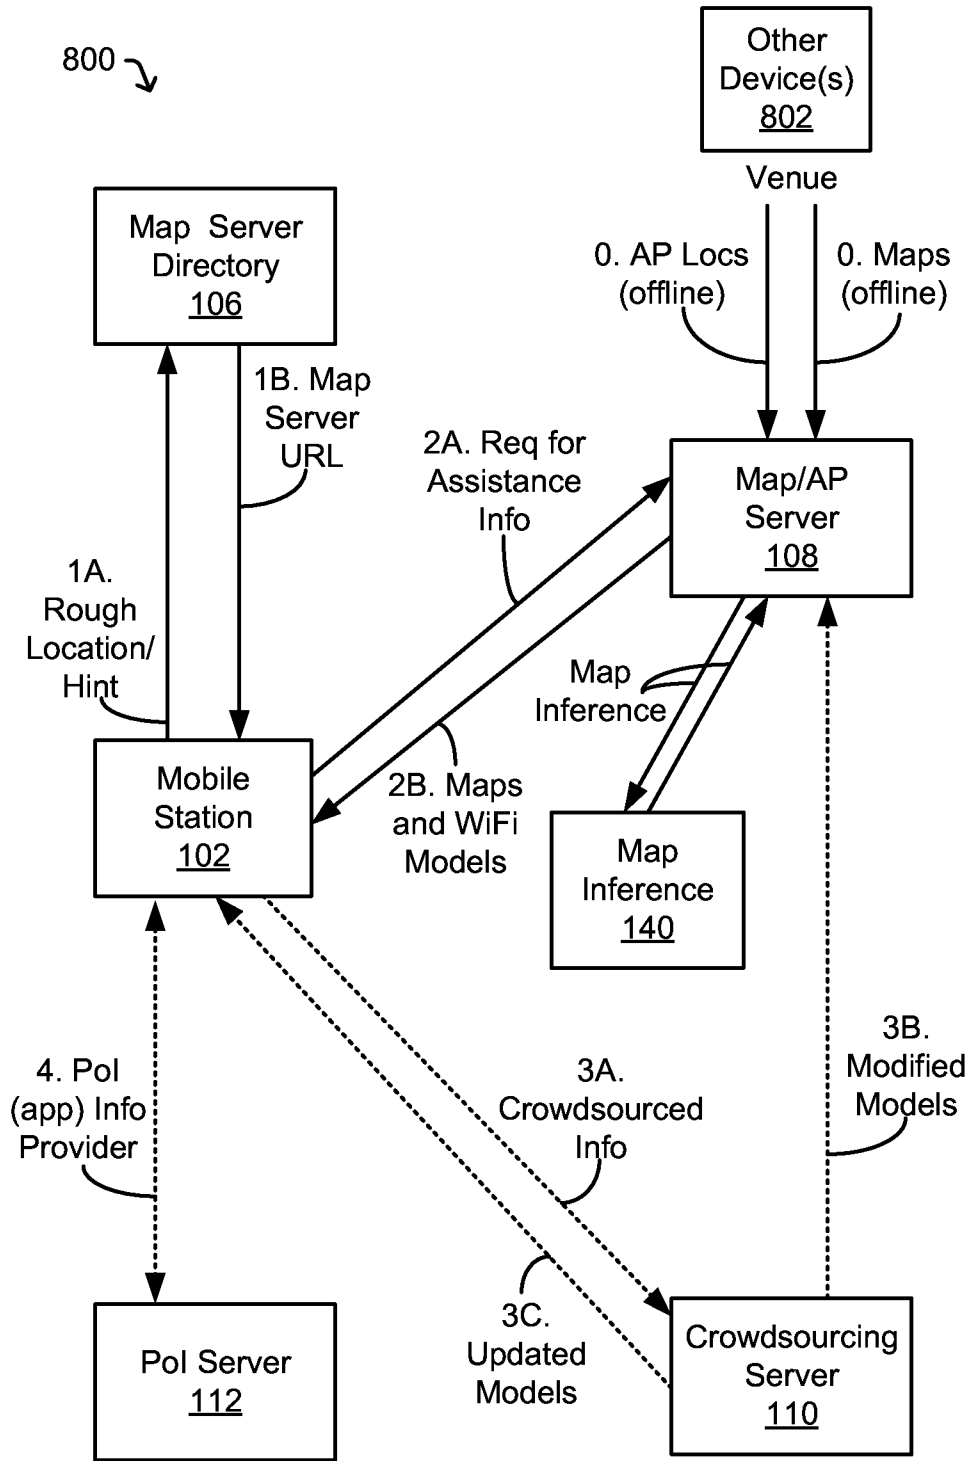 800
Other
Device(s)
802
Venue
Map Server
Directory
106
0. AP Locs
(offline)
0. Maps
(offline)
1B. Map
Server
URL
2A. Req for
Assistance
Info
Map/AP
Server
108
1A.
Rough
Location/
Hint
Map
Inference
Mobile
Station
102
2B. Maps
and WiFi
Models
Map
Inference
140
4. PoI
(app) Info
Provider
3A.
Crowdsourced
Info
3B.
Modified
Models
3C.
Updated
Models
PoI Server
112
Crowdsourcing
Server
110